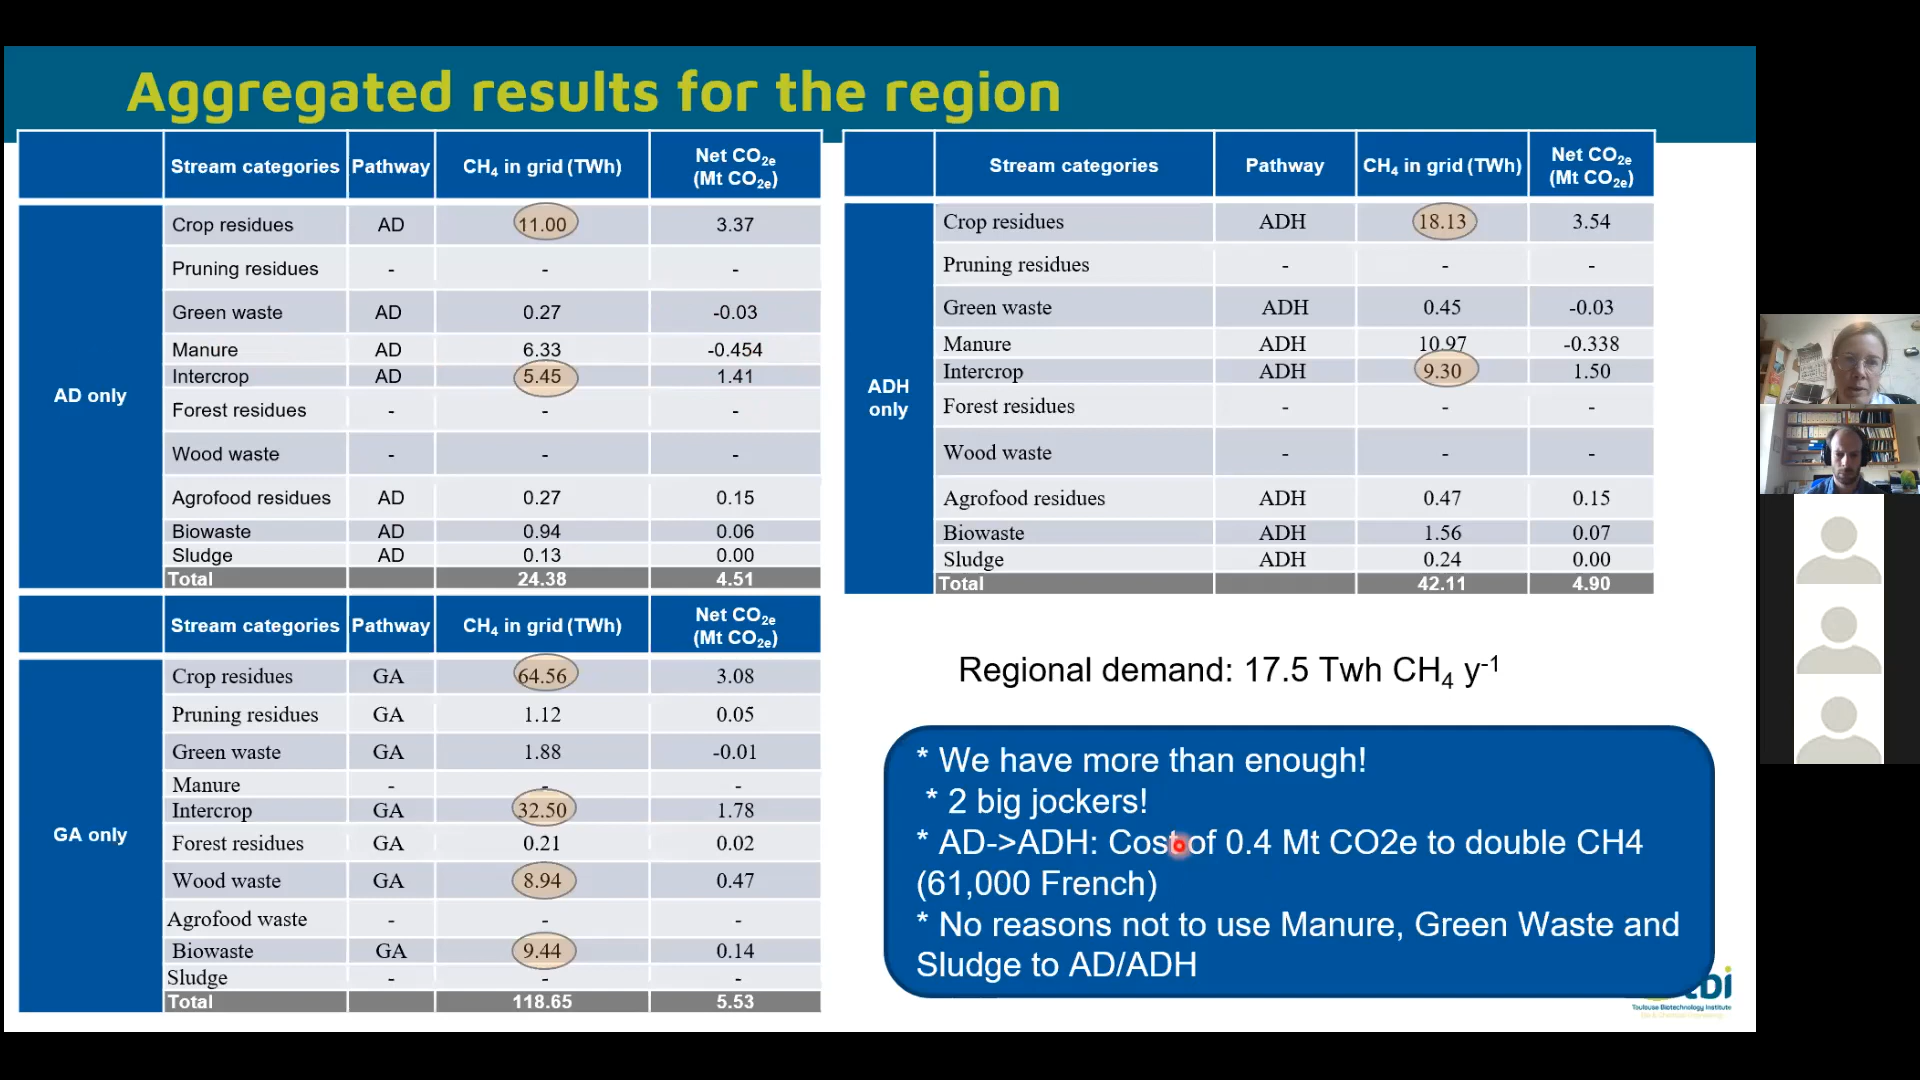 Aggregated results for the region
Stream categories Pathway CH4 in grid (TWh) Net CO2e (Mt CO2e)
AD only
Crop residues AD 11.00 3.37
Pruning residues - - -
Green waste AD 0.27 -0.03
Manure AD 6.33 -0.454
Intercrop AD 5.45 1.41
Forest residues - - -
Wood waste - - -
Agrofood residues AD 0.27 0.15
Biowaste AD 0.94 0.06
Sludge AD 0.13 0.00
Total 24.38 4.51
Stream categories Pathway CH4 in grid (TWh) Net CO2e (Mt CO2e)
GA only
Crop residues GA 64.56 3.08
Pruning residues GA 1.12 0.05
Green waste GA 1.88 -0.01
Manure - - -
Intercrop GA 32.50 1.78
Forest residues GA 0.21 0.02
Wood waste GA 8.94 0.47
Agrofood waste - - -
Biowaste GA 9.44 0.14
Sludge - - -
Total 118.65 5.53
Stream categories Pathway CH4 in grid (TWh) Net CO2e (Mt CO2e)
ADH only
Crop residues ADH 18.13 3.54
Pruning residues - - -
Green waste ADH 0.45 -0.03
Manure ADH 10.97 -0.338
Intercrop ADH 9.30 1.50
Forest residues - - -
Wood waste - - -
Agrofood residues ADH 0.47 0.15
Biowaste ADH 1.56 0.07
Sludge ADH 0.24 0.00
Total 42.11 4.90
Regional demand: 17.5 Twh CH4 y-1
* We have more than enough!
* 2 big jockers!
* AD->ADH: Cost of 0.4 Mt CO2e to double CH4
(61,000 French)
* No reasons not to use Manure, Green Waste and
Sludge to AD/ADH
Toulouse Biotechnology Institute